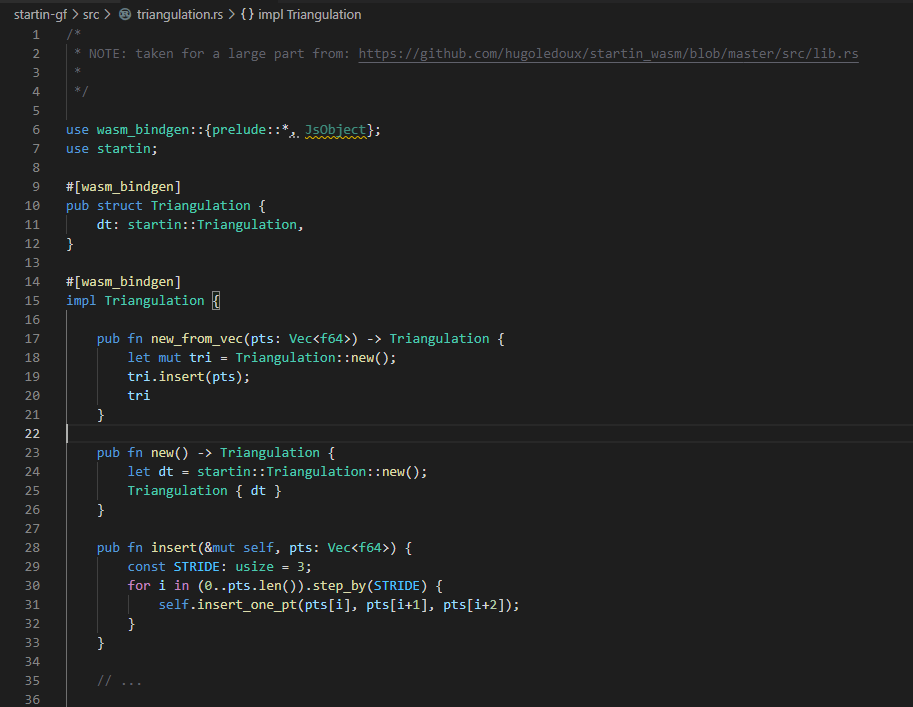 startin-gf > src > triangulation.rs > {} impl Triangulation
1 /*
2  * NOTE: taken for a large part from: https://github.com/hugoledoux/startin_wasm/blob/master/src/lib.rs
3  *
4  */
5
6 use wasm_bindgen::{prelude::*, JsObject};
7 use startin;
8
9 #[wasm_bindgen]
10 pub struct Triangulation {
11     dt: startin::Triangulation,
12 }
13
14 #[wasm_bindgen]
15 impl Triangulation {
16
17     pub fn new_from_vec(pts: Vec<f64>) -> Triangulation {
18         let mut tri = Triangulation::new();
19         tri.insert(pts);
20         tri
21     }
22
23     pub fn new() -> Triangulation {
24         let dt = startin::Triangulation::new();
25         Triangulation { dt }
26     }
27
28     pub fn insert(&mut self, pts: Vec<f64>) {
29         const STRIDE: usize = 3;
30         for i in (0..pts.len()).step_by(STRIDE) {
31             self.insert_one_pt(pts[i], pts[i+1], pts[i+2]);
32         }
33     }
34
35     // ...
36